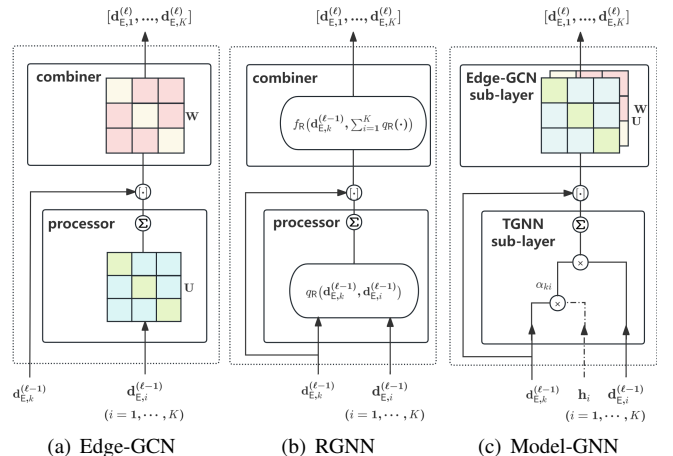 [d_{E,1}^{(ℓ)}, ..., d_{E,K}^{(ℓ)}]
combiner
W
[·]
processor
Σ
U
d_{E,k}^{(ℓ-1)}
d_{E,i}^{(ℓ-1)}
(i = 1, ⋯, K)
(a) Edge-GCN
[d_{E,1}^{(ℓ)}, ..., d_{E,K}^{(ℓ)}]
combiner
f_R(d_{E,k}^{(ℓ-1)}, ∑_{i=1}^{K} q_R(·))
[·]
Σ
processor
q_R(d_{E,k}^{(ℓ-1)}, d_{E,i}^{(ℓ-1)})
d_{E,k}^{(ℓ-1)}
d_{E,i}^{(ℓ-1)}
(i = 1, ⋯, K)
(b) RGNN
[d_{E,1}^{(ℓ)}, ..., d_{E,K}^{(ℓ)}]
Edge-GCN
sub-layer
W
U
[·]
TGNN
sub-layer
Σ
×
α_{ki}
×
d_{E,k}^{(ℓ-1)}
h_i
d_{E,i}^{(ℓ-1)}
(i = 1, ⋯, K)
(c) Model-GNN